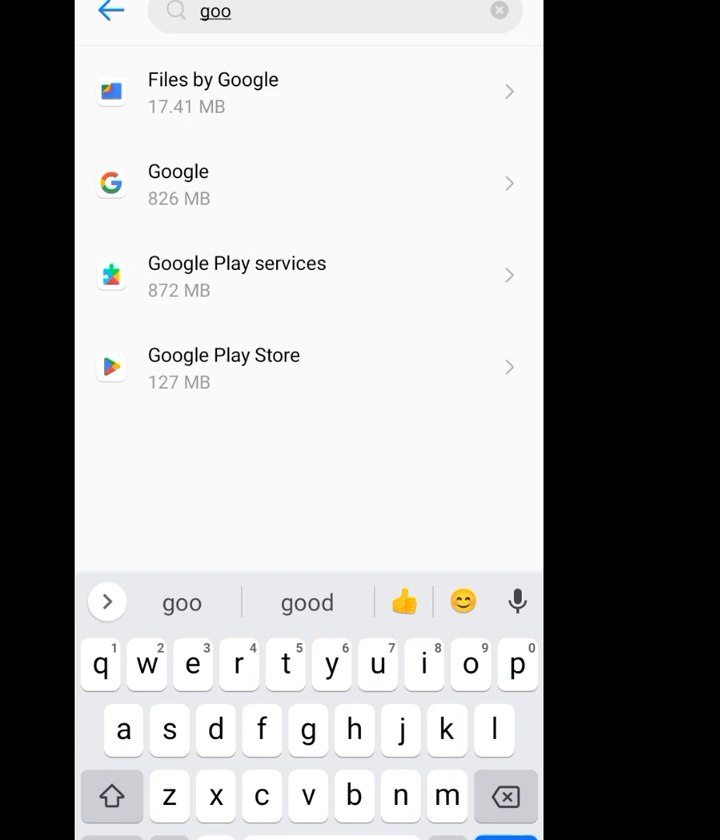 goo
Files by Google
17.41 MB
Google
826 MB
Google Play services
872 MB
Google Play Store
127 MB
goo good
q1 w2 e3 r4 t5 y6 u7 i8 o9 p0
a s d f g h j k l
z x c v b n m